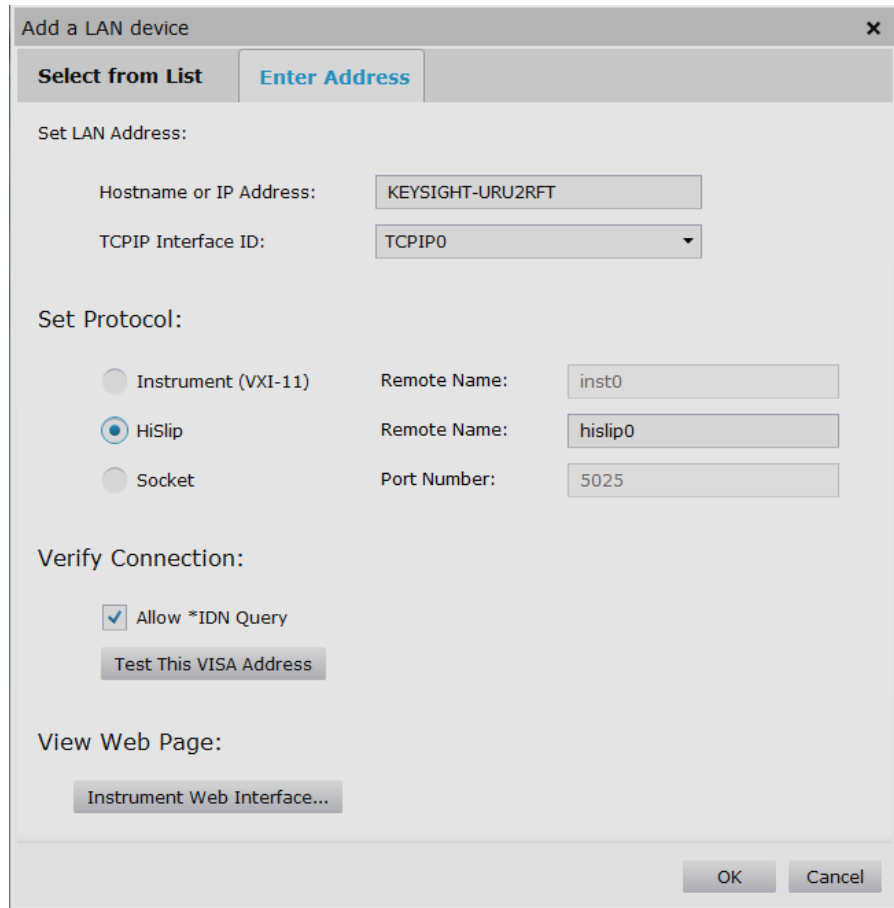 Add a LAN device
Select from List
Enter Address
Set LAN Address:
Hostname or IP Address: KEYSIGHT-URU2RFT
TCPIP Interface ID: TCPIP0
Set Protocol:
Instrument (VXI-11) Remote Name: inst0
HiSlip Remote Name: hislip0
Socket Port Number: 5025
Verify Connection:
Allow *IDN Query
Test This VISA Address
View Web Page:
Instrument Web Interface...
OK Cancel